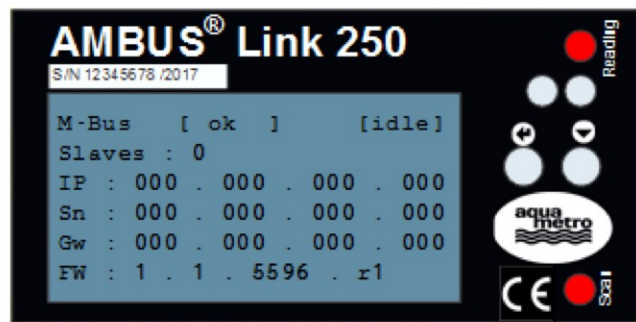 AMBUS® Link 250
S/N 12345678 /2017
M-Bus [ ok ] [idle]
Slaves : 0
IP : 000 . 000 . 000 . 000
Sn : 000 . 000 . 000 . 000
Gw : 000 . 000 . 000 . 000
FW : 1 . 1 . 5596 . r1
Reading
aqua
metro
CE
Scan